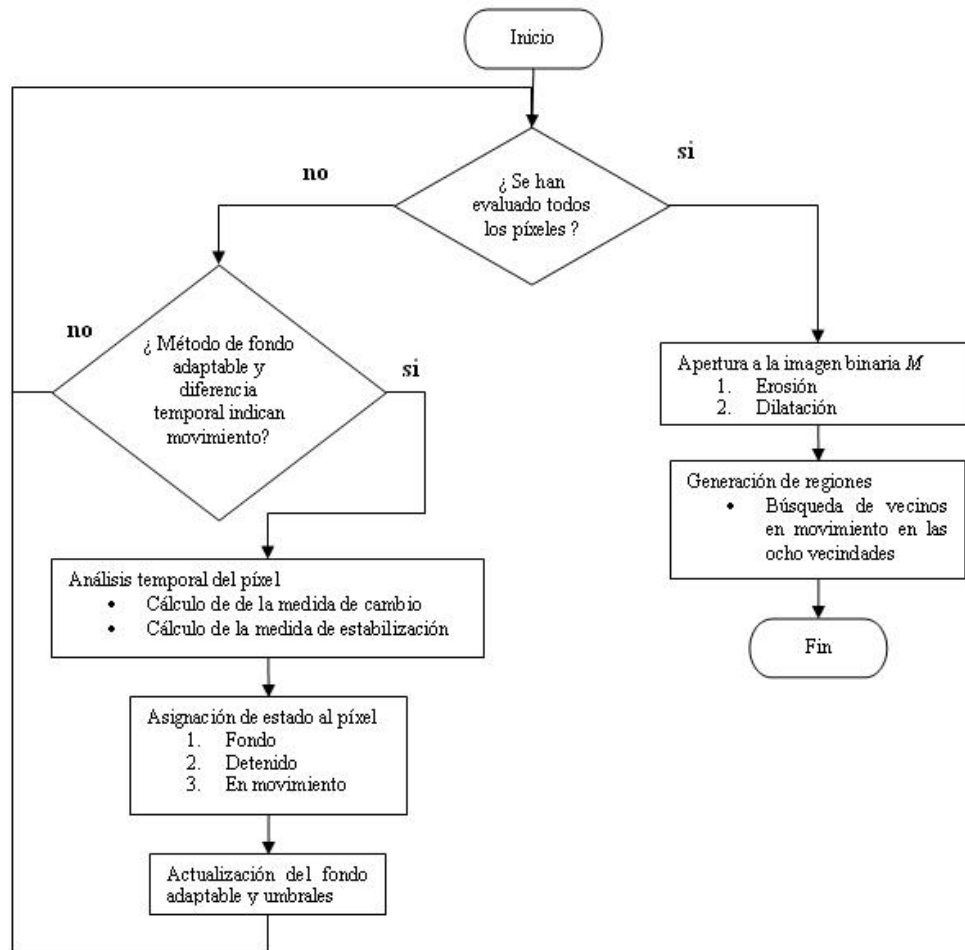 Inicio
si
no
¿ Se han
evaluado todos
los píxeles ?
no
¿ Método de fondo
adaptable y
diferencia
temporal indican
movimiento?
si
Apertura a la imagen binaria M
1. Erosión
2. Dilatación
Generación de regiones
• Búsqueda de vecinos
en movimiento en las
ocho vecindades
Análisis temporal del píxel
• Cálculo de de la medida de cambio
• Cálculo de la medida de estabilización
Fin
Asignación de estado al píxel
1. Fondo
2. Detenido
3. En movimiento
Actualización del fondo
adaptable y umbrales